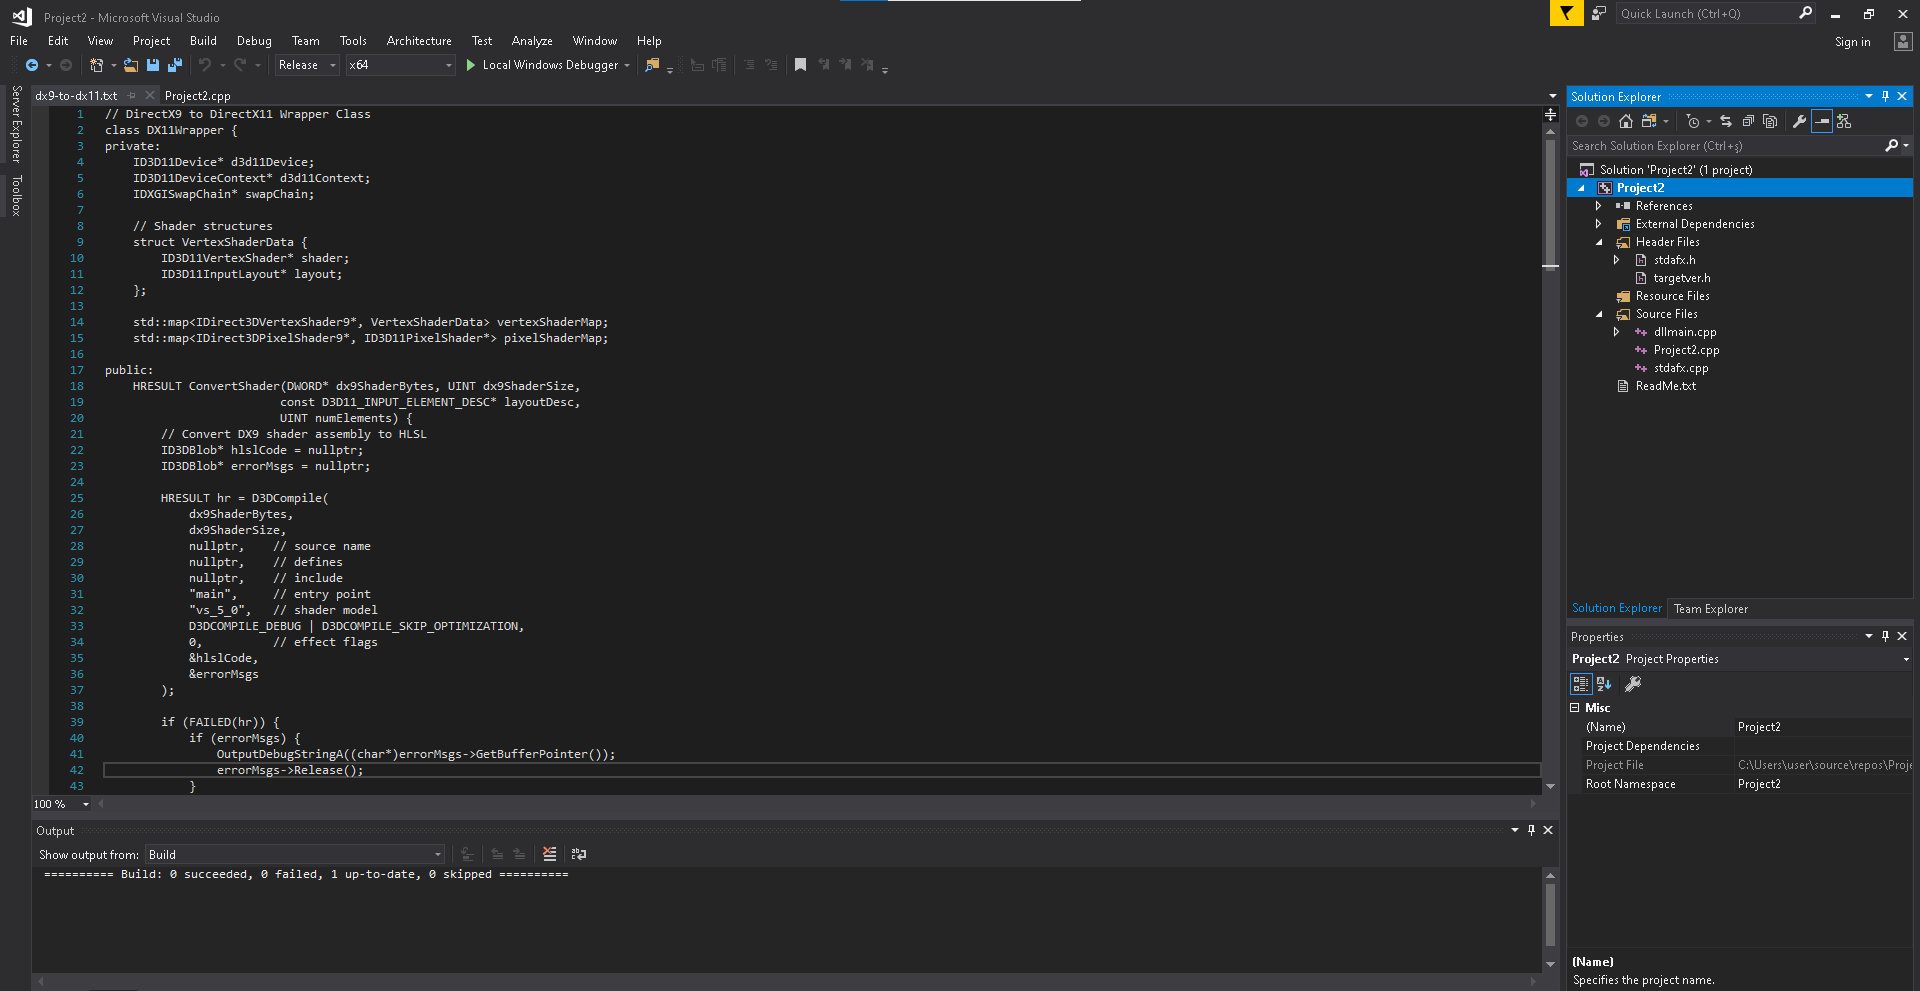 Project2 - Microsoft Visual Studio
Quick Launch (Ctrl+Q)
File Edit View Project Build Debug Team Tools Architecture Test Analyze Window Help
Sign in
Release x64 Local Windows Debugger
Server Explorer
Toolbox
dx9-to-dx11.txt Project2.cpp
1 // DirectX9 to DirectX11 Wrapper Class
2 class DX11Wrapper {
3 private:
4 ID3D11Device* d3d11Device;
5 ID3D11DeviceContext* d3d11Context;
6 IDXGISwapChain* swapChain;
7
8 // Shader structures
9 struct VertexShaderData {
10 ID3D11VertexShader* shader;
11 ID3D11InputLayout* layout;
12 };
13
14 std::map<IDirect3DVertexShader9*, VertexShaderData> vertexShaderMap;
15 std::map<IDirect3DPixelShader9*, ID3D11PixelShader*> pixelShaderMap;
16
17 public:
18 HRESULT ConvertShader(DWORD* dx9ShaderBytes, UINT dx9ShaderSize,
19 const D3D11_INPUT_ELEMENT_DESC* layoutDesc,
20 UINT numElements) {
21 // Convert DX9 shader assembly to HLSL
22 ID3DBlob* hlslCode = nullptr;
23 ID3DBlob* errorMsgs = nullptr;
24
25 HRESULT hr = D3DCompile(
26 dx9ShaderBytes,
27 dx9ShaderSize,
28 nullptr, // source name
29 nullptr, // defines
30 nullptr, // include
31 "main", // entry point
32 "vs_5_0", // shader model
33 D3DCOMPILE_DEBUG | D3DCOMPILE_SKIP_OPTIMIZATION,
34 0, // effect flags
35 &hlslCode,
36 &errorMsgs
37 );
38
39 if (FAILED(hr)) {
40 if (errorMsgs) {
41 OutputDebugStringA((char*)errorMsgs->GetBufferPointer());
42 errorMsgs->Release();
43 }
100 %
Output
Show output from: Build
========== Build: 0 succeeded, 0 failed, 1 up-to-date, 0 skipped ==========
Solution Explorer
Search Solution Explorer (Ctrl+ş)
Solution 'Project2' (1 project)
Project2
References
External Dependencies
Header Files
stdafx.h
targetver.h
Resource Files
Source Files
dllmain.cpp
Project2.cpp
stdafx.cpp
ReadMe.txt
Solution Explorer Team Explorer
Properties
Project2 Project Properties
Misc
(Name) Project2
Project Dependencies
Project File C:\Users\user\source\repos\Proje
Root Namespace Project2
(Name)
Specifies the project name.